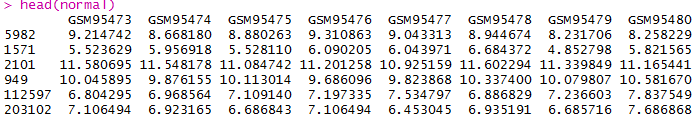 > head(normal)
GSM95473 GSM95474 GSM95475 GSM95476 GSM95477 GSM95478 GSM95479 GSM95480
5982 9.214742 8.668180 8.880263 9.310863 9.043313 8.944674 8.231706 8.258229
1571 5.523629 5.956918 5.528110 6.090205 6.043971 6.684372 4.852798 5.821565
2101 11.580695 11.548178 11.084742 11.201258 10.925159 11.602294 11.339849 11.165441
949 10.045895 9.876155 10.113014 9.686096 9.823868 10.337400 10.079807 10.581670
112597 6.804295 6.968564 7.109140 7.197335 7.534797 6.886829 7.236603 7.837549
203102 7.106494 6.923165 6.686843 7.106494 6.453045 6.935191 6.685716 7.686868